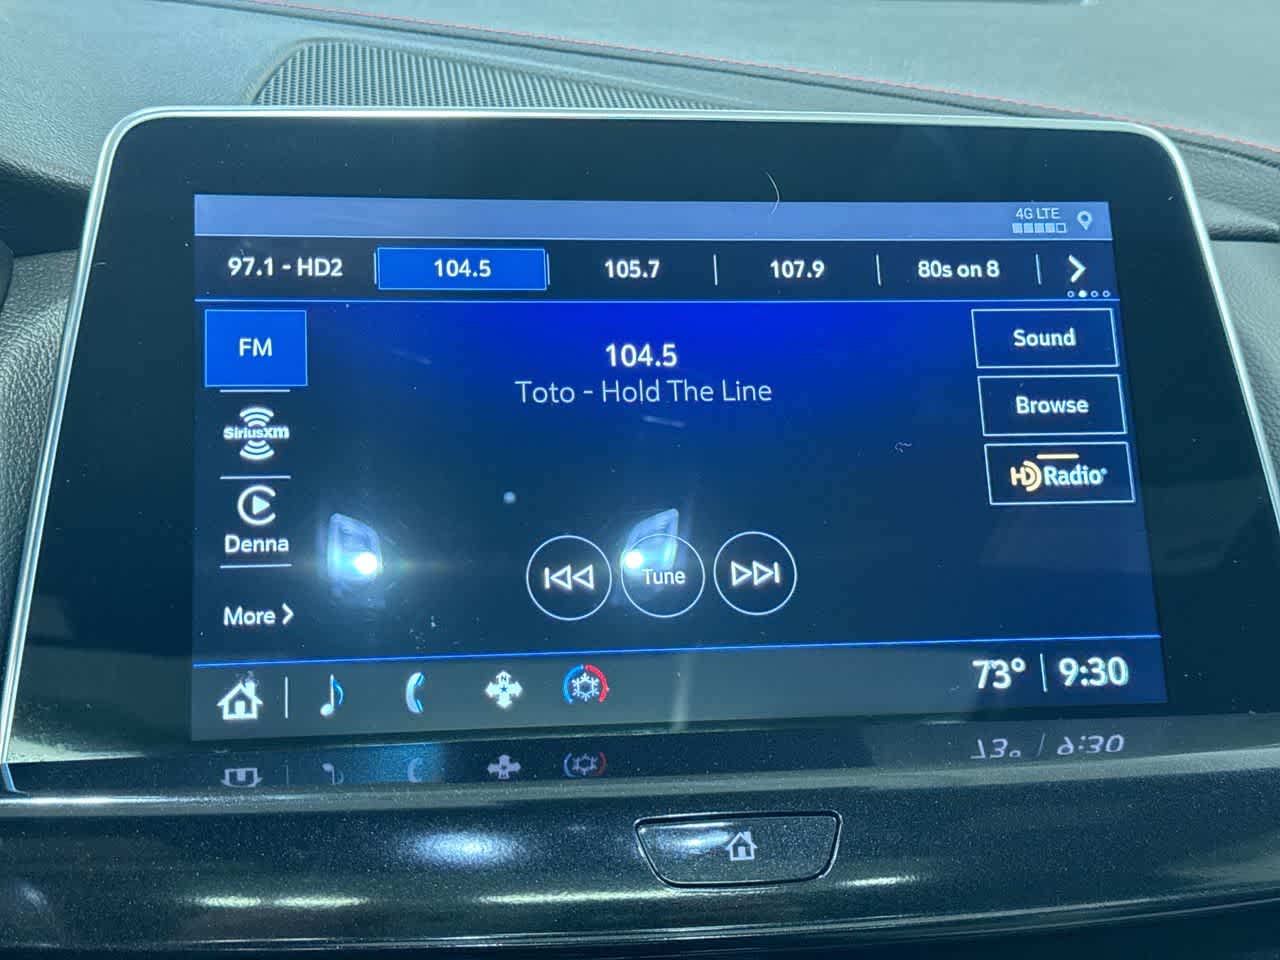 4G LTE
97.1 - HD2
104.5
105.7
107.9
80s on 8
FM
104.5
Toto - Hold The Line
Sound
Browse
HD Radio
SiriusXM
Denna
More
Tune
N
73° 9:30